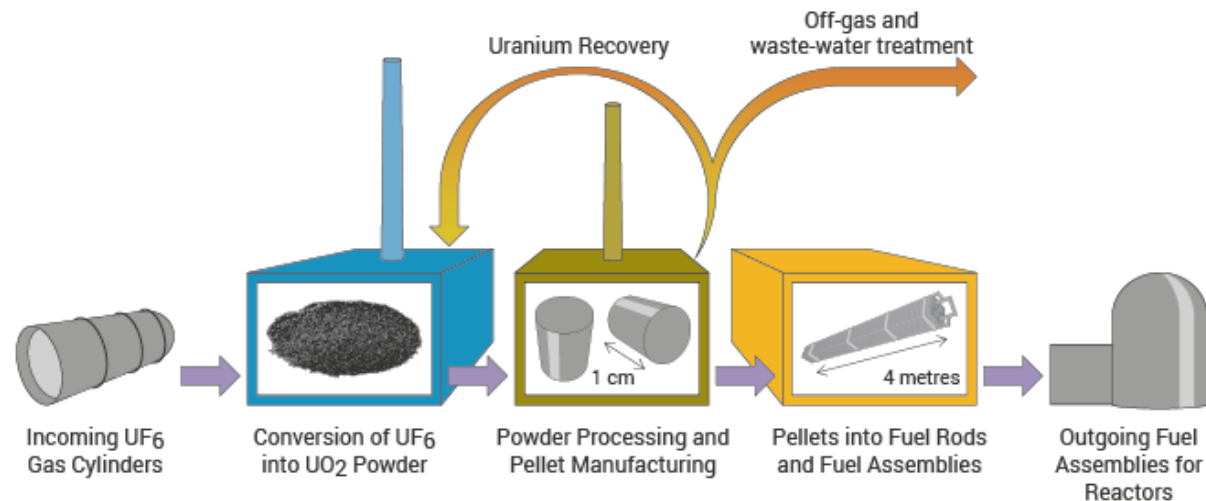 Uranium Recovery
Off-gas and
waste-water treatment
1 cm
4 metres
Incoming UF6
Gas Cylinders
Conversion of UF6
into UO2 Powder
Powder Processing and
Pellet Manufacturing
Pellets into Fuel Rods
and Fuel Assemblies
Outgoing Fuel
Assemblies for
Reactors